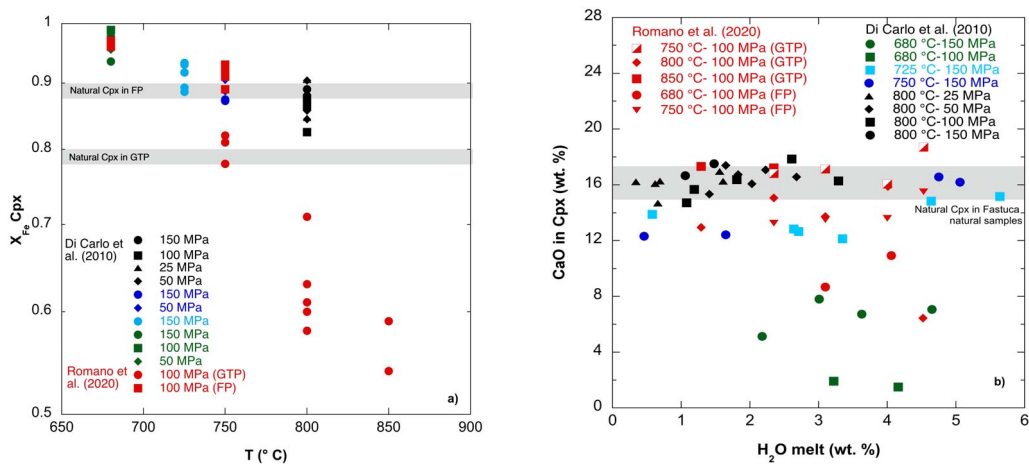 1
0.9
0.8
0.7
0.6
0.5
X_Fe Cpx
Natural Cpx in FP
Natural Cpx in GTP
Di Carlo et
al. (2010)
150 MPa
100 MPa
25 MPa
50 MPa
150 MPa
50 MPa
150 MPa
150 MPa
100 MPa
50 MPa
Romano et
al. (2020)
100 MPa (GTP)
100 MPa (FP)
a)
650 700 750 800 850 900
T (° C)
Romano et al. (2020)
750 °C- 100 MPa (GTP)
800 °C- 100 MPa (GTP)
850 °C- 100 MPa (GTP)
680 °C- 100 MPa (FP)
750 °C- 100 MPa (FP)
Di Carlo et al. (2010)
680 °C-150 MPa
680 °C-100 MPa
725 °C- 150 MPa
750 °C- 150 MPa
800 °C- 25 MPa
800 °C- 50 MPa
800 °C-100 MPa
800 °C- 150 MPa
28
24
20
18
16
12
8
4
0
CaO in Cpx (wt. %)
Natural Cpx in Fastuca
natural samples
b)
0 1 2 3 4 5 6
H₂O melt (wt. %)